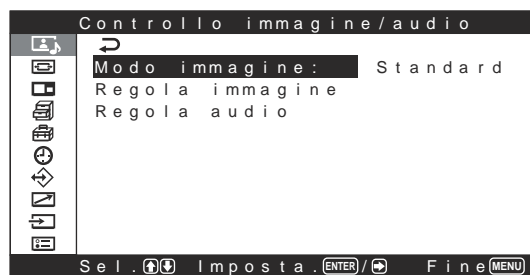 Controllo immagine/audio
Modo immagine: Standard
Regola immagine
Regola audio
Sel. Imposta. ENTER / Fine MENU